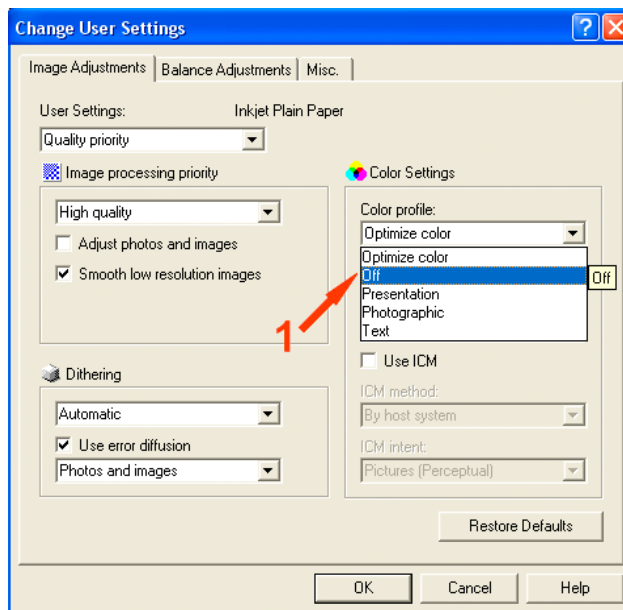 Change User Settings
Image Adjustments
Balance Adjustments
Misc.
User Settings:
Inkjet Plain Paper
Quality priority
Image processing priority
High quality
Adjust photos and images
Smooth low resolution images
Dithering
Automatic
Use error diffusion
Photos and images
Color Settings
Color profile:
Optimize color
Optimize color
Off
Off
Presentation
Photographic
Text
1
Use ICM
ICM method:
By host system
ICM intent:
Pictures (Perceptual)
Restore Defaults
OK
Cancel
Help